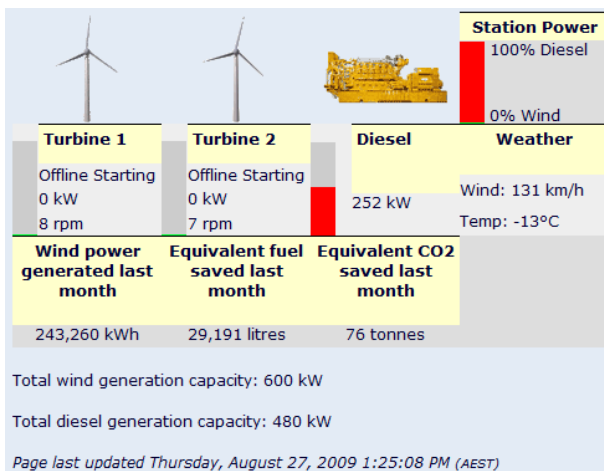 Station Power
100% Diesel
0% Wind
Turbine 1
Offline Starting
0 kW
8 rpm
Turbine 2
Offline Starting
0 kW
7 rpm
Diesel
252 kW
Weather
Wind: 131 km/h
Temp: -13°C
Wind power
generated last
month
243,260 kWh
Equivalent fuel
saved last
month
29,191 litres
Equivalent CO2
saved last
month
76 tonnes
Total wind generation capacity: 600 kW
Total diesel generation capacity: 480 kW
Page last updated Thursday, August 27, 2009 1:25:08 PM (AEST)